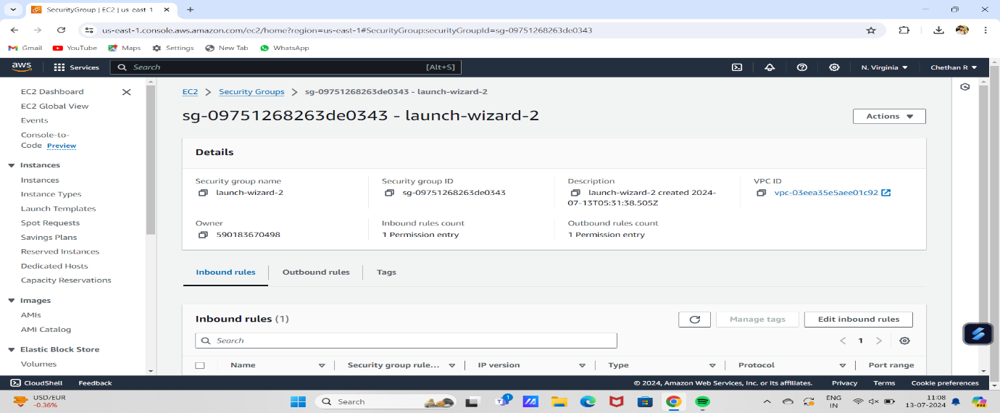 SecurityGroup | EC2 | us-east-1
us-east-1.console.aws.amazon.com/ec2/home?region=us-east-1#SecurityGroup:securityGroupId=sg-09751268263de0343
Gmail YouTube Maps Settings New Tab WhatsApp
aws Services Search [Alt+S] N. Virginia Chethan R
EC2 Dashboard
EC2 Global View
Events
Console-to-
Code Preview
Instances
Instances
Instance Types
Launch Templates
Spot Requests
Savings Plans
Reserved Instances
Dedicated Hosts
Capacity Reservations
Images
AMIs
AMI Catalog
Elastic Block Store
Volumes
EC2 Security Groups sg-09751268263de0343 - launch-wizard-2
sg-09751268263de0343 - launch-wizard-2
Actions
Details
Security group name
launch-wizard-2
Security group ID
sg-09751268263de0343
Description
launch-wizard-2 created 2024-
07-13T05:31:38.505Z
VPC ID
vpc-03eea35e5aee01c92
Owner
590183670498
Inbound rules count
1 Permission entry
Outbound rules count
1 Permission entry
Inbound rules Outbound rules Tags
Inbound rules (1)
Manage tags Edit inbound rules
Search
1
Name Security group rule... IP version Type Protocol Port range
CloudShell Feedback © 2024, Amazon Web Services, Inc. or its affiliates. Privacy Terms Cookie preferences
USD/EUR
-0.36%
Search
1
PRE
ENG
IN
11:08
13-07-2024